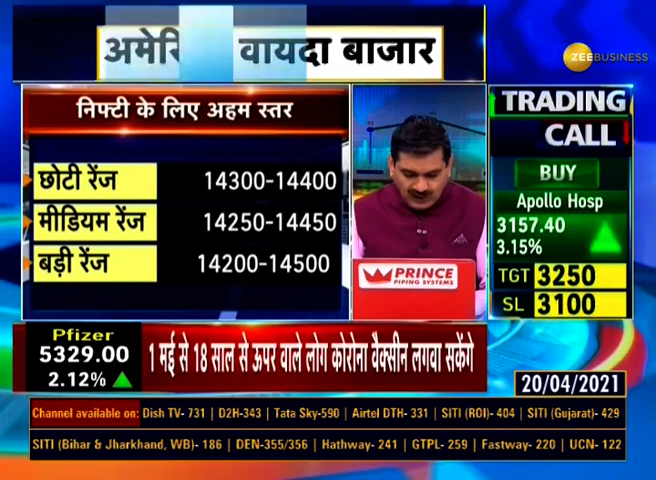 अमेरि वायदा बाजार
ZEE BUSINESS
निफ्टी के लिए अहम स्तर
छोटी रेंज 14300-14400
मीडियम रेंज 14250-14450
बड़ी रेंज 14200-14500
PRINCE
PIPING SYSTEMS
TRADING
CALL
BUY
Apollo Hosp
3157.40
3.15%
TGT 3250
SL 3100
Pfizer
5329.00
2.12%
1 मई से 18 साल से ऊपर वाले लोग कोरोना वैक्सीन लगवा सकेंगे
20/04/2021
Channel available on: Dish TV- 731 | D2H-343 | Tata Sky-590 | Airtel DTH- 331 | SITI (ROI)- 404 | SITI (Gujarat)- 429
SITI (Bihar & Jharkhand, WB)- 186 | DEN-355/356 | Hathway- 241 | GTPL- 259 | Fastway- 220 | UCN- 122